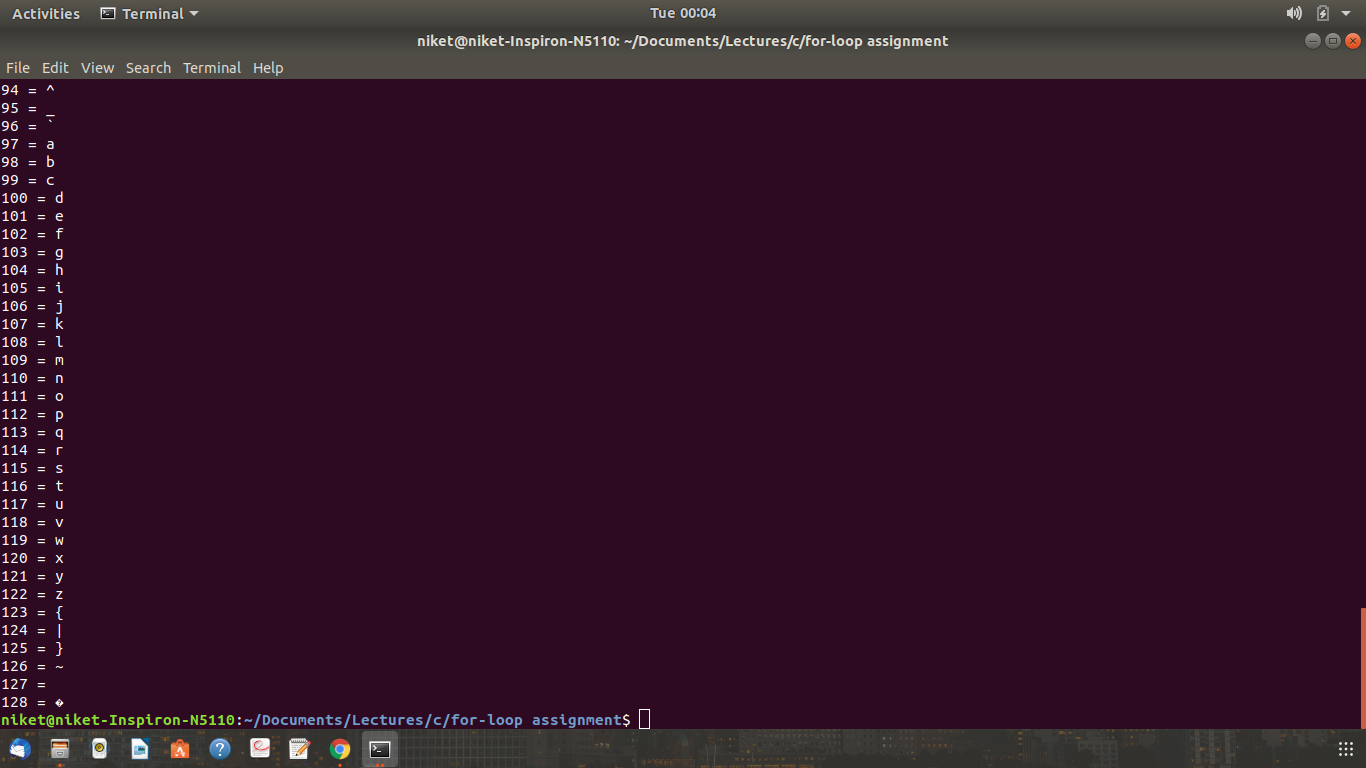 Activities Terminal Tue 00:04
niket@niket-Inspiron-N5110: ~/Documents/Lectures/c/for-loop assignment
File Edit View Search Terminal Help
94 = ^
95 = _
96 = `
97 = a
98 = b
99 = c
100 = d
101 = e
102 = f
103 = g
104 = h
105 = i
106 = j
107 = k
108 = l
109 = m
110 = n
111 = o
112 = p
113 = q
114 = r
115 = s
116 = t
117 = u
118 = v
119 = w
120 = x
121 = y
122 = z
123 = {
124 = |
125 = }
126 = ~
127 =
128 = �
niket@niket-Inspiron-N5110:~/Documents/Lectures/c/for-loop assignment$